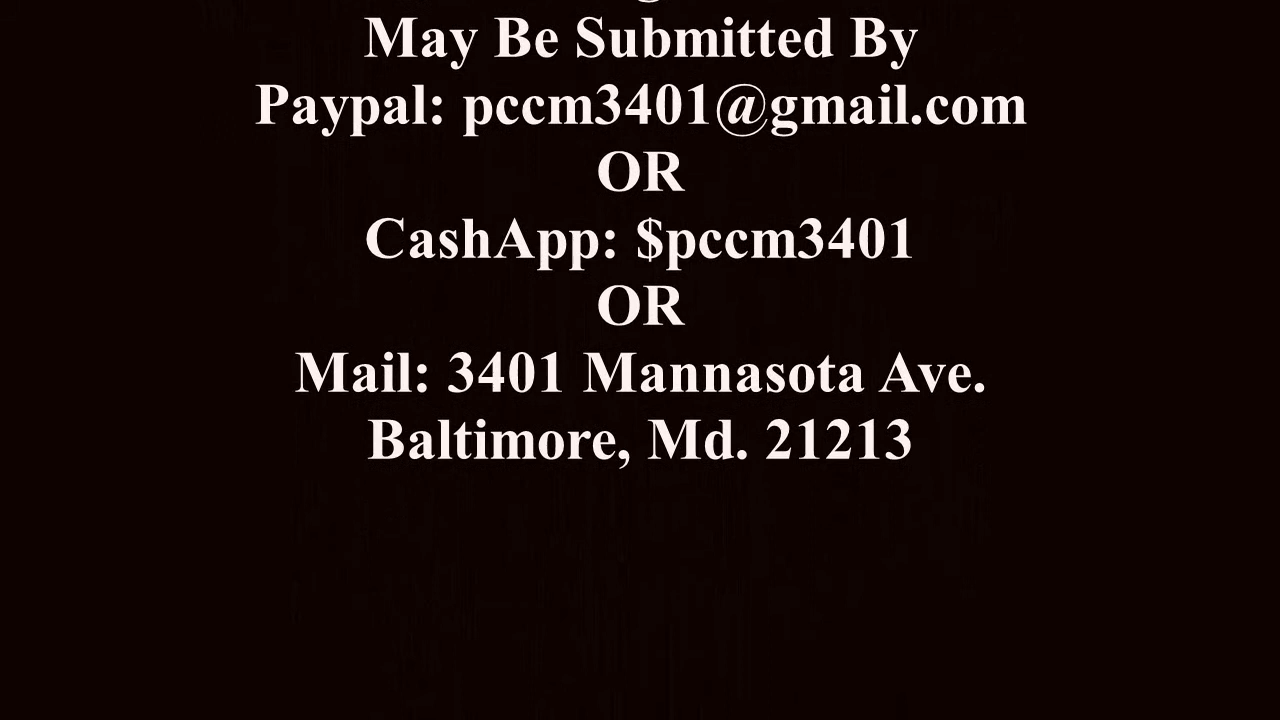 May Be Submitted By
Paypal: pccm3401@gmail.com
OR
CashApp: $pccm3401
OR
Mail: 3401 Mannasota Ave.
Baltimore, Md. 21213